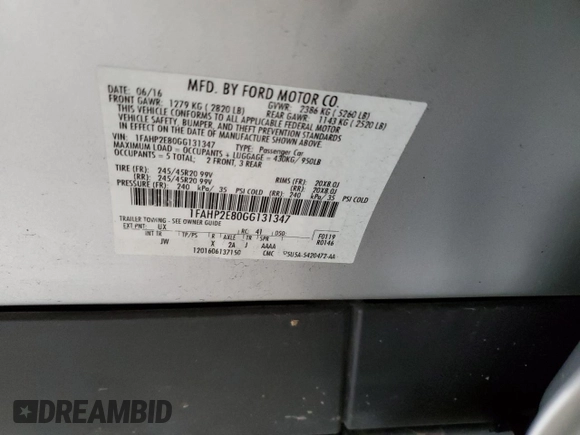 MFD. BY FORD MOTOR CO.
DATE: 06/16 GVWR: 2386 KG ( 5260 LB)
FRONT GAWR: 1279 KG ( 2820 LB) REAR GAWR: 1143 KG ( 2520 LB)
THIS VEHICLE CONFORMS TO ALL APPLICABLE FEDERAL MOTOR
VEHICLE SAFETY, BUMPER, AND THEFT PREVENTION STANDARDS
IN EFFECT ON THE DATE OF MANUFACTURE SHOWN ABOVE.
VIN: 1FAHP2E80GG131347 TYPE: Passenger Car
MAXIMUM LOAD = OCCUPANTS + LUGGAGE = 430KG/ 950LB
OCCUPANTS = 5 TOTAL: 2 FRONT, 3 REAR
TIRE (FR): 245/45R20 99V RIMS (FR): 20X8.0J
(RR): 245/45R20 99V (RR): 20X8.0J
PRESSURE (FR): 240 kPa/ 35 PSI COLD (RR) 240 kPa/ 35 PSI COLD
1FAHP2E80GG131347
TRAILER TOWING - SEE OWNER GUIDE
EXT PNT: UX RC: 41 DSO: F0119
R0146
INT TR TP/PS R AXLE TR SPR
JW X 2A J AAAA
1201606137150 CMC 5U5A-5420472-AA
DREAMBID